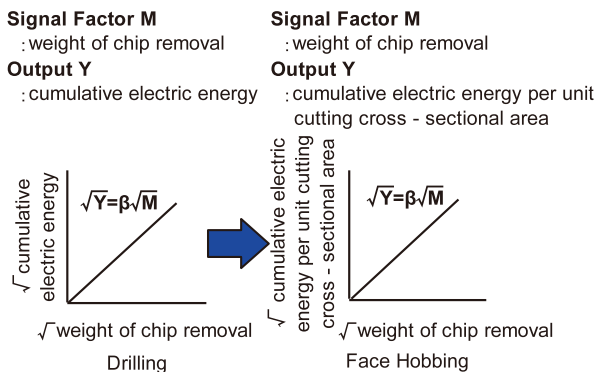 Signal Factor M
:weight of chip removal
Output Y
:cumulative electric energy
√cumulative
electric energy
√Y=β√M
√weight of chip removal
Drilling
Signal Factor M
:weight of chip removal
Output Y
:cumulative electric energy per unit
cutting cross - sectional area
√ cumulative electric
energy per unit cutting
cross - sectional area
√Y=β√M
√weight of chip removal
Face Hobbing